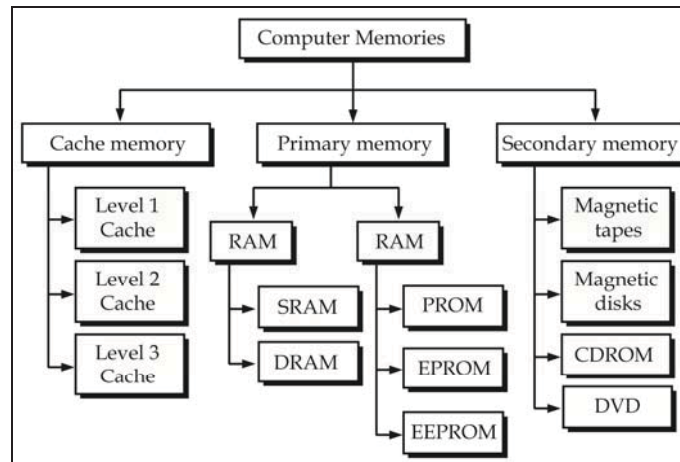 Computer Memories
Cache memory
Primary memory
Secondary memory
Level 1
Cache
Level 2
Cache
Level 3
Cache
RAM
RAM
SRAM
DRAM
PROM
EPROM
EEPROM
Magnetic
tapes
Magnetic
disks
CDROM
DVD